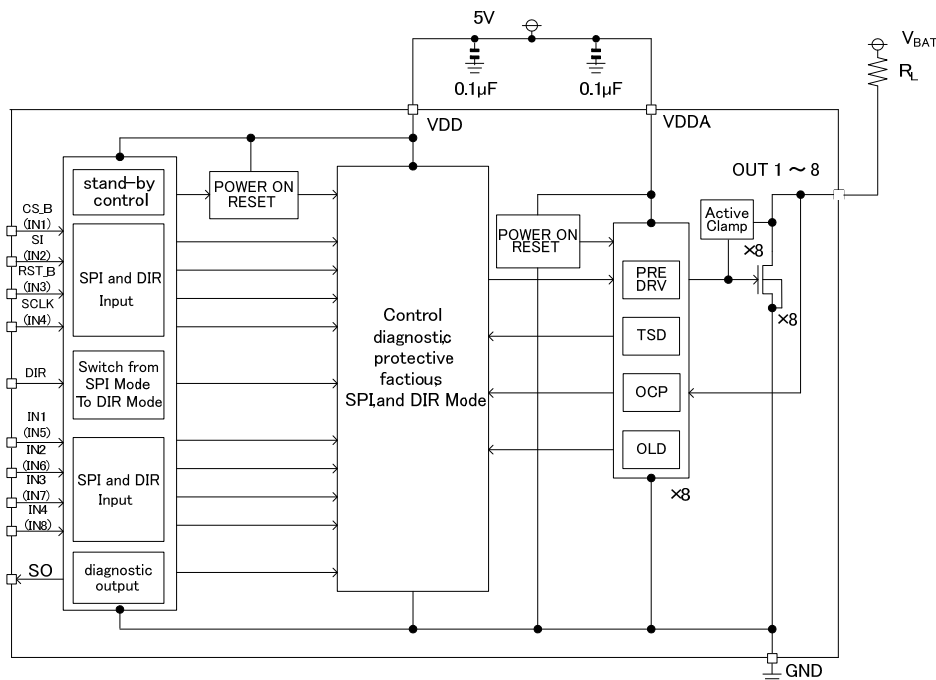 5V
V_BAT
R_L
0.1μF
0.1μF
VDD
VDDA
OUT 1 ～ 8
stand-by
control
POWER ON
RESET
CS_B
(IN1)
SI
(IN2)
RST_B
(IN3)
SCLK
(IN4)
SPI and DIR
Input
POWER ON
RESET
Active
Clamp
×8
PRE
DRV
×8
Control
diagnostic,
protective
factious,
SPI,and DIR Mode
TSD
DIR
Switch from
SPI Mode
To DIR Mode
OCP
IN1
(IN5)
IN2
(IN6)
IN3
(IN7)
IN4
(IN8)
SPI and DIR
Input
OLD
×8
SO
diagnostic
output
GND